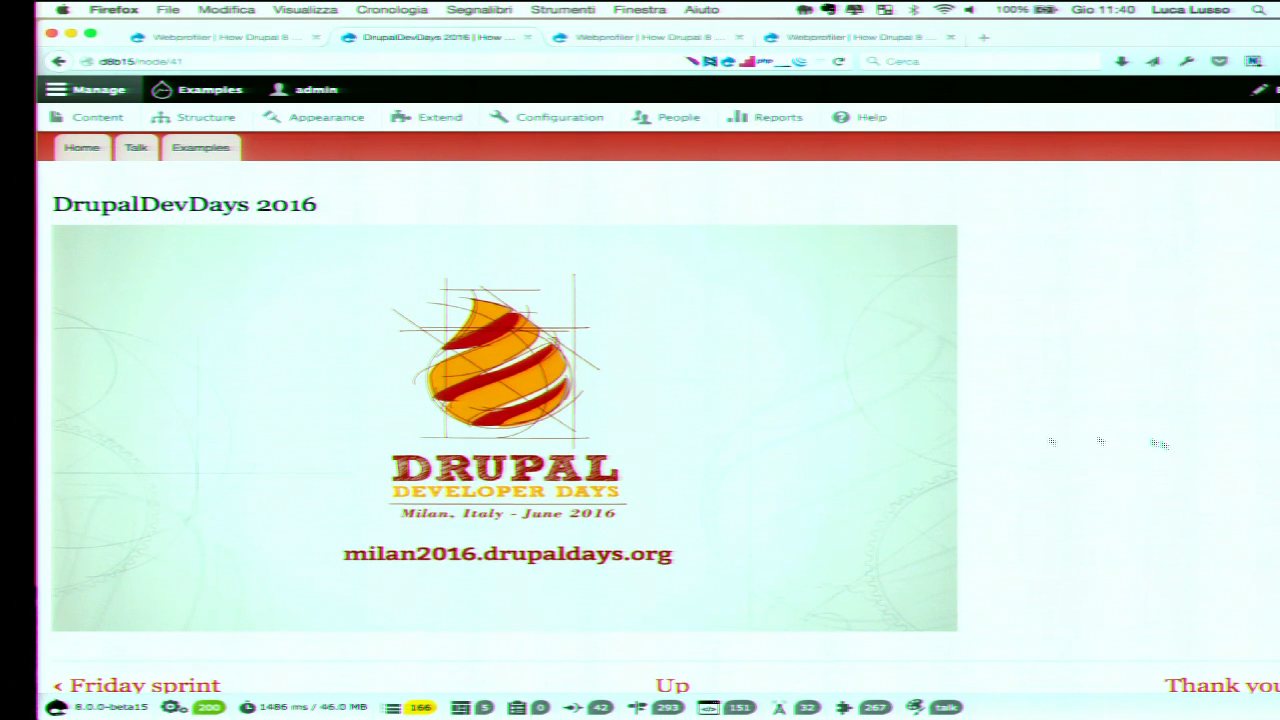 Firefox File Modifica Visualizza Cronologia Segnalibri Strumenti Finestra Aiuto 100% Gio 11:40 Luca Lusso
Webprofiler | How Drupal 8 ... DrupalDevDays 2016 | How ... Webprofiler | How Drupal 8 ... Webprofiler | How Drupal 8 ...
d8b15/node/41 php Cerca
Manage Examples admin
Content Structure Appearance Extend Configuration People Reports Help
Home Talk Examples
DrupalDevDays 2016
DRUPAL
DEVELOPER DAYS
Milan, Italy - June 2016
milan2016.drupaldays.org
‹ Friday sprint Up Thank you
8.0.0-beta15 200 1486 ms / 46.0 MB 166 5 0 42 293 151 32 267 talk